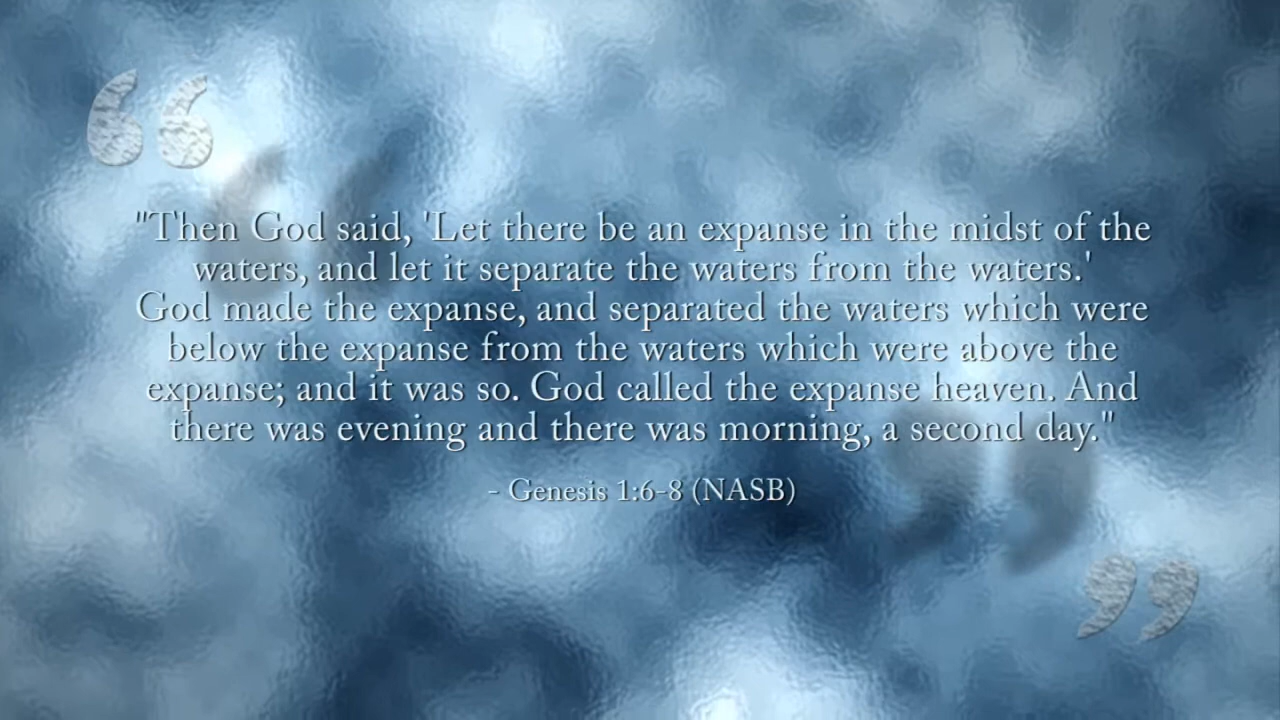 "Then God said, 'Let there be an expanse in the midst of the
waters, and let it separate the waters from the waters.'
God made the expanse, and separated the waters which were
below the expanse from the waters which were above the
expanse; and it was so. God called the expanse heaven. And
there was evening and there was morning, a second day."
- Genesis 1:6-8 (NASB)